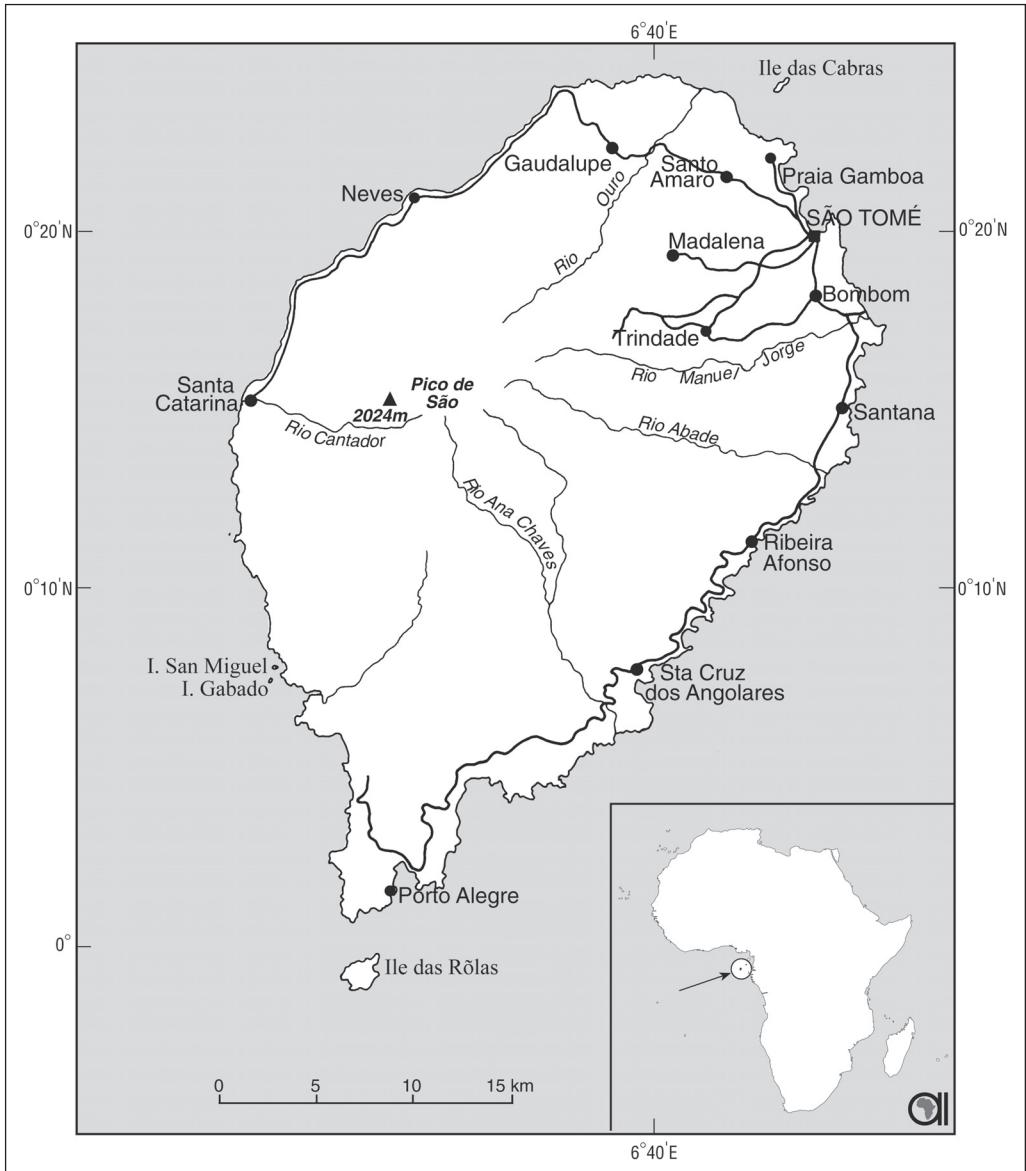 6°40'E
Ile das Cabras
Gaudalupe
Santo
Amaro
Praia Gamboa
Neves
Rio Ouro
SÃO TOMÉ
0°20'N
0°20'N
Madalena
Bombom
Trindade
Rio Manuel Jorge
Santa
Catarina
Pico de
São
2024m
Rio Cantador
Rio Abade
Santana
Rio Ana Chaves
Ribeira
Afonso
0°10'N
0°10'N
I. San Miguel
I. Gabado
Sta Cruz
dos Angolares
Porto Alegre
0°
Ile das Rõlas
0 5 10 15 km
aı
6°40'E